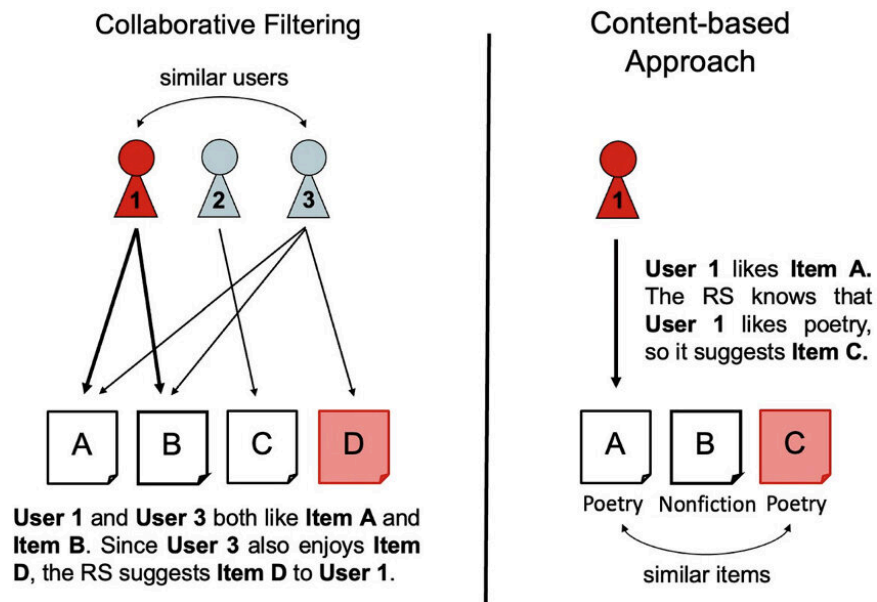 Collaborative Filtering
similar users
1
2
3
A
B
C
D
User 1 and User 3 both like Item A and
Item B. Since User 3 also enjoys Item
D, the RS suggests Item D to User 1.
Content-based
Approach
1
User 1 likes Item A.
The RS knows that
User 1 likes poetry,
so it suggests Item C.
A
B
C
Poetry
Nonfiction
Poetry
similar items